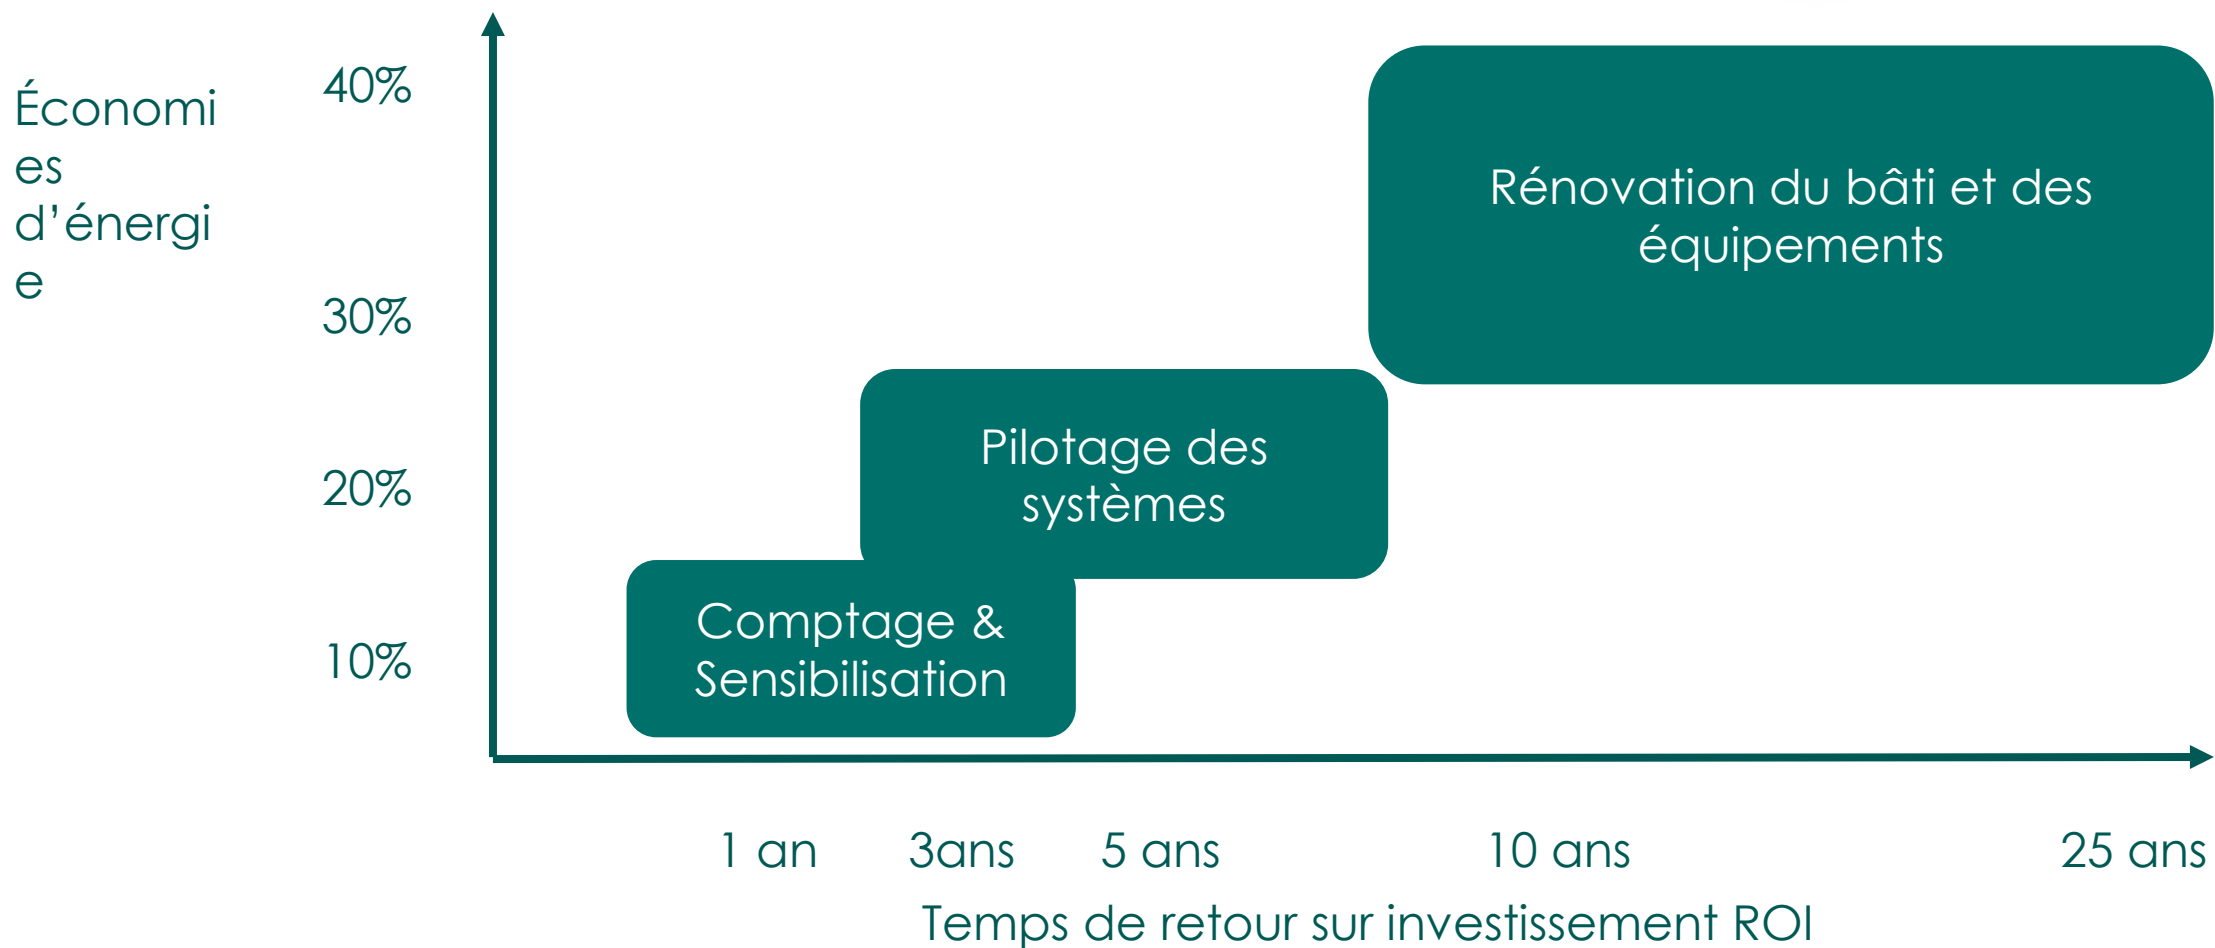 Économi
es
d’énergi
e
40%
30%
20%
10%
Rénovation du bâti et des
équipements
Pilotage des
systèmes
Comptage &
Sensibilisation
1 an
3ans
5 ans
10 ans
25 ans
Temps de retour sur investissement ROI